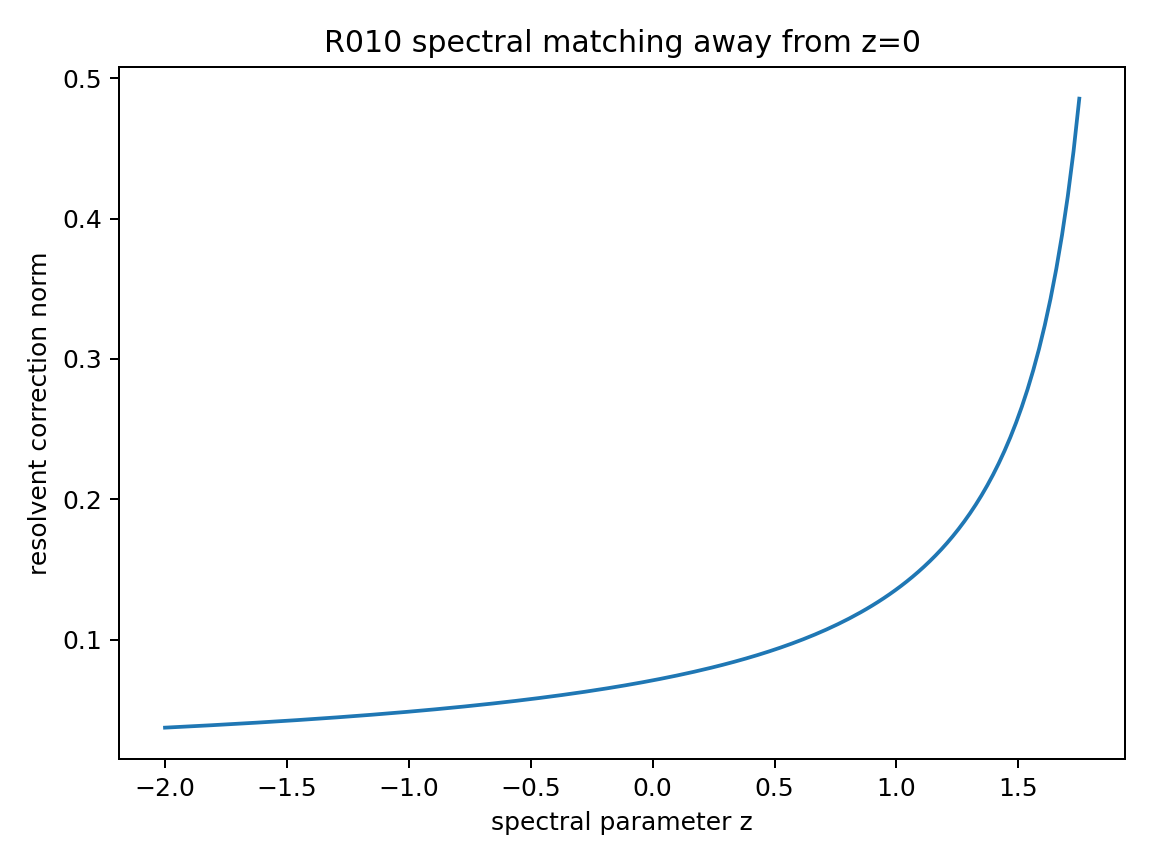 R010 spectral matching away from z=0
0.5
0.4
0.3
0.2
0.1
resolvent correction norm
−2.0 −1.5 −1.0 −0.5 0.0 0.5 1.0 1.5
spectral parameter z